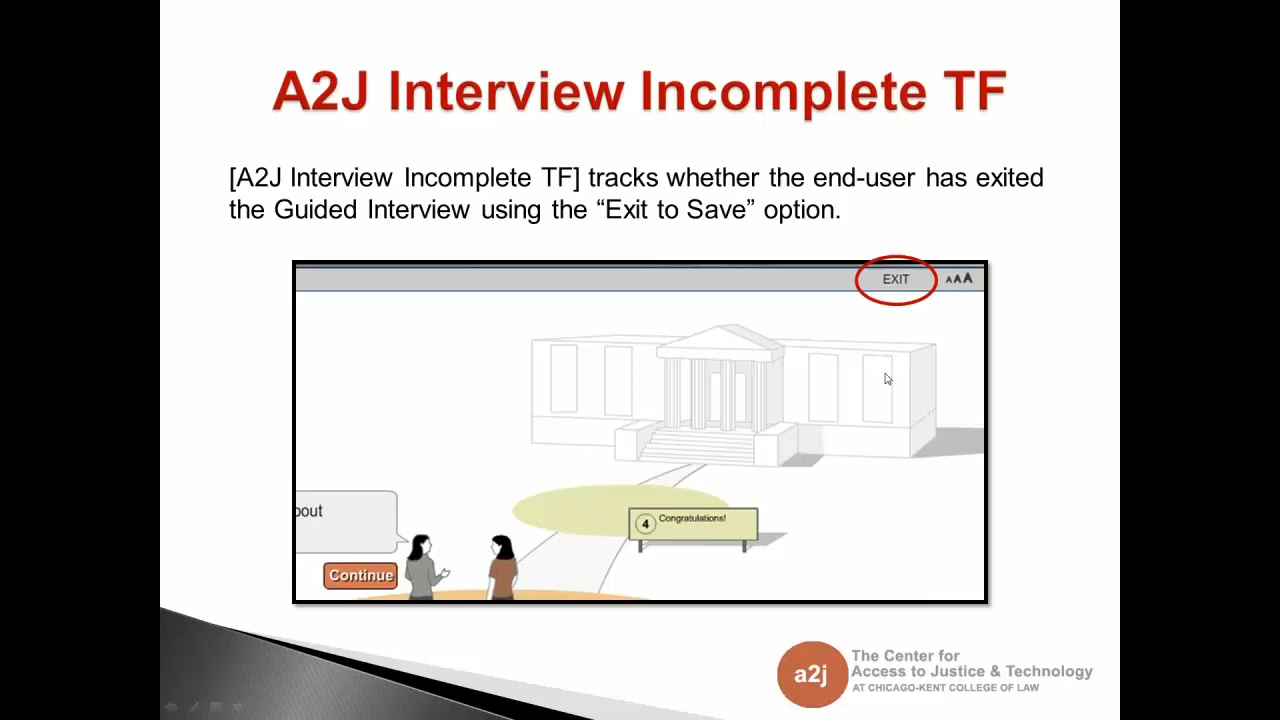 A2J Interview Incomplete TF
[A2J Interview Incomplete TF] tracks whether the end-user has exited
the Guided Interview using the “Exit to Save” option.
EXIT
AAA
4 Congratulations!
bout
Continue
a2j
The Center for
Access to Justice & Technology
AT CHICAGO-KENT COLLEGE OF LAW